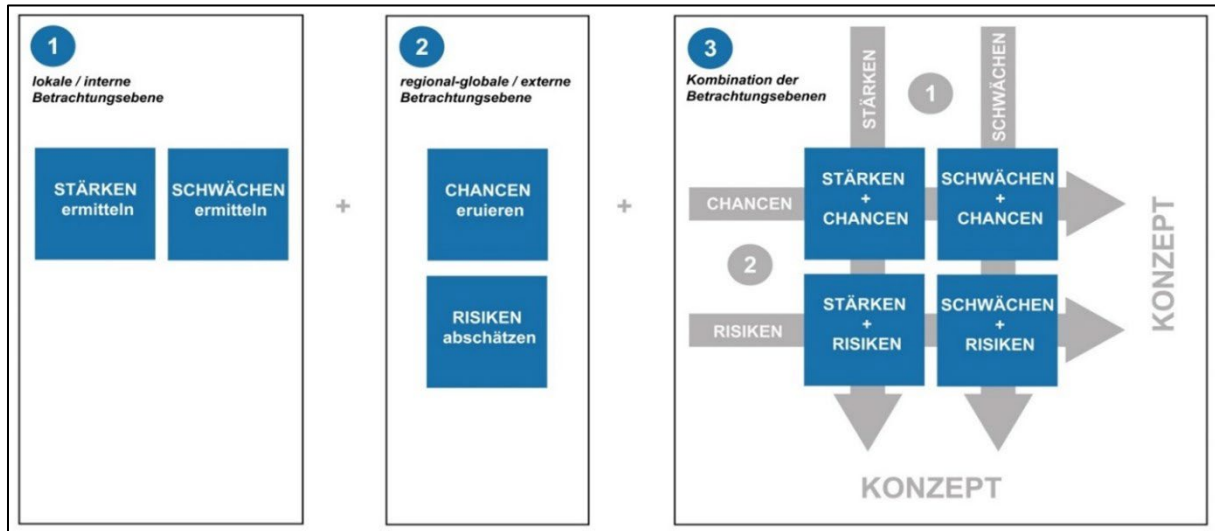 1
lokale / interne
Betrachtungsebene
STÄRKEN
ermitteln
SCHWÄCHEN
ermitteln
+
2
regional-globale / externe
Betrachtungsebene
CHANCEN
eruieren
RISIKEN
abschätzen
+
3
Kombination der
Betrachtungsebenen
STÄRKEN
1
SCHWÄCHEN
CHANCEN
STÄRKEN
+
CHANCEN
SCHWÄCHEN
+
CHANCEN
2
RISIKEN
STÄRKEN
+
RISIKEN
SCHWÄCHEN
+
RISIKEN
KONZEPT
KONZEPT